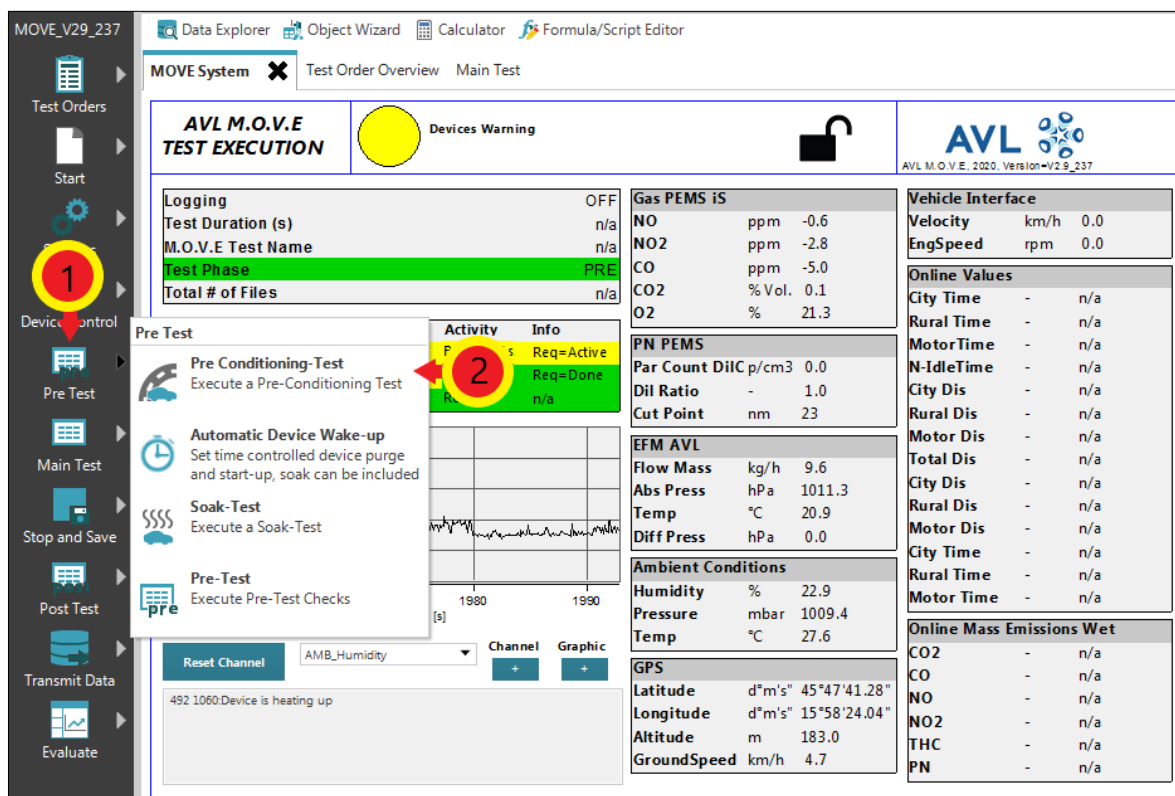 MOVE_V29_237
Data Explorer Object Wizard Calculator Formula/Script Editor
MOVE System Test Order Overview Main Test
Test Orders
Start
Device Control
Pre Test
Main Test
Stop and Save
Post Test
Transmit Data
Evaluate
1
2
AVL M.O.V.E
TEST EXECUTION
Devices Warning
AVL
AVL M.O.V.E, 2020, Version=V2.9_237
Logging OFF
Test Duration (s) n/a
M.O.V.E Test Name n/a
Test Phase PRE
Total # of Files n/a
Activity Info
Req=Active
Req=Done
n/a
Pre Test
Pre Conditioning-Test
Execute a Pre-Conditioning Test
Automatic Device Wake-up
Set time controlled device purge
and start-up, soak can be included
Soak-Test
Execute a Soak-Test
Pre-Test
Execute Pre-Test Checks
1980 1990
[s]
Reset Channel
AMB_Humidity
Channel Graphic
+ +
492 1060:Device is heating up
Gas PEMS iS
NO ppm -0.6
NO2 ppm -2.8
CO ppm -5.0
CO2 % Vol. 0.1
O2 % 21.3
PN PEMS
Par Count DilC p/cm3 0.0
Dil Ratio - 1.0
Cut Point nm 23
EFM AVL
Flow Mass kg/h 9.6
Abs Press hPa 1011.3
Temp °C 20.9
Diff Press hPa 0.0
Ambient Conditions
Humidity % 22.9
Pressure mbar 1009.4
Temp °C 27.6
GPS
Latitude d°m's" 45°47'41.28"
Longitude d°m's" 15°58'24.04"
Altitude m 183.0
GroundSpeed km/h 4.7
Vehicle Interface
Velocity km/h 0.0
EngSpeed rpm 0.0
Online Values
City Time - n/a
Rural Time - n/a
MotorTime - n/a
N-IdleTime - n/a
City Dis - n/a
Rural Dis - n/a
Motor Dis - n/a
Total Dis - n/a
City Dis - n/a
Rural Dis - n/a
Motor Dis - n/a
City Time - n/a
Rural Time - n/a
Motor Time - n/a
Online Mass Emissions Wet
CO2 - n/a
CO - n/a
NO - n/a
NO2 - n/a
THC - n/a
PN - n/a